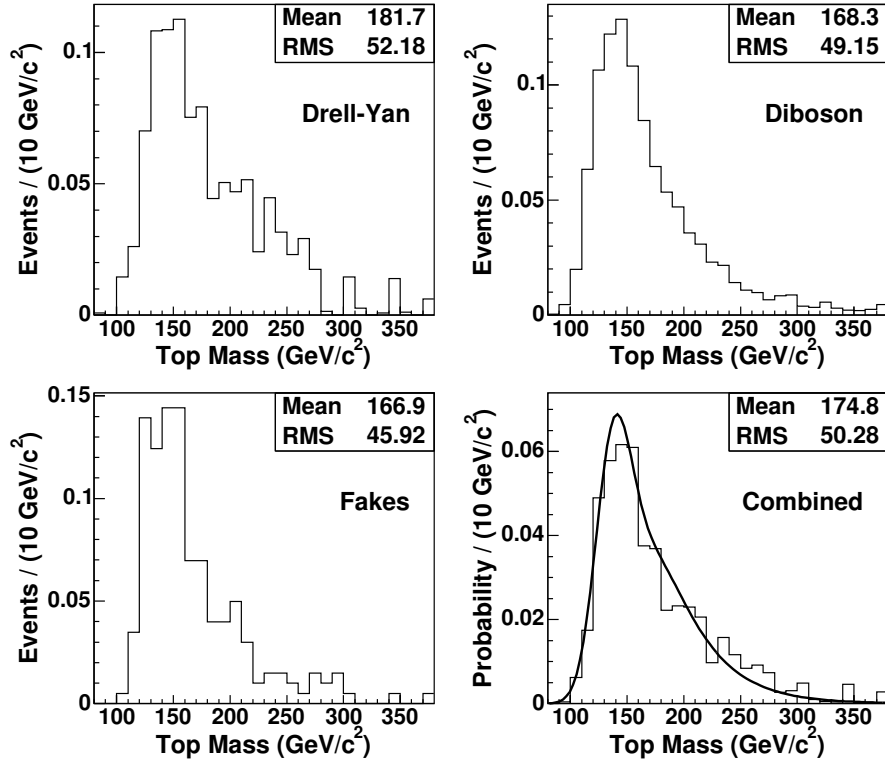 Mean 181.7
RMS 52.18
Drell-Yan
Events / (10 GeV/c²)
0.1
0.05
0
100 150 200 250 300 350
Top Mass (GeV/c²)
Mean 168.3
RMS 49.15
Diboson
Events / (10 GeV/c²)
0.1
0.05
0
100 150 200 250 300 350
Top Mass (GeV/c²)
Mean 166.9
RMS 45.92
Fakes
Events / (10 GeV/c²)
0.15
0.1
0.05
0
100 150 200 250 300 350
Top Mass (GeV/c²)
Mean 174.8
RMS 50.28
Combined
Probability / (10 GeV/c²)
0.06
0.04
0.02
0
100 150 200 250 300 350
Top Mass (GeV/c²)